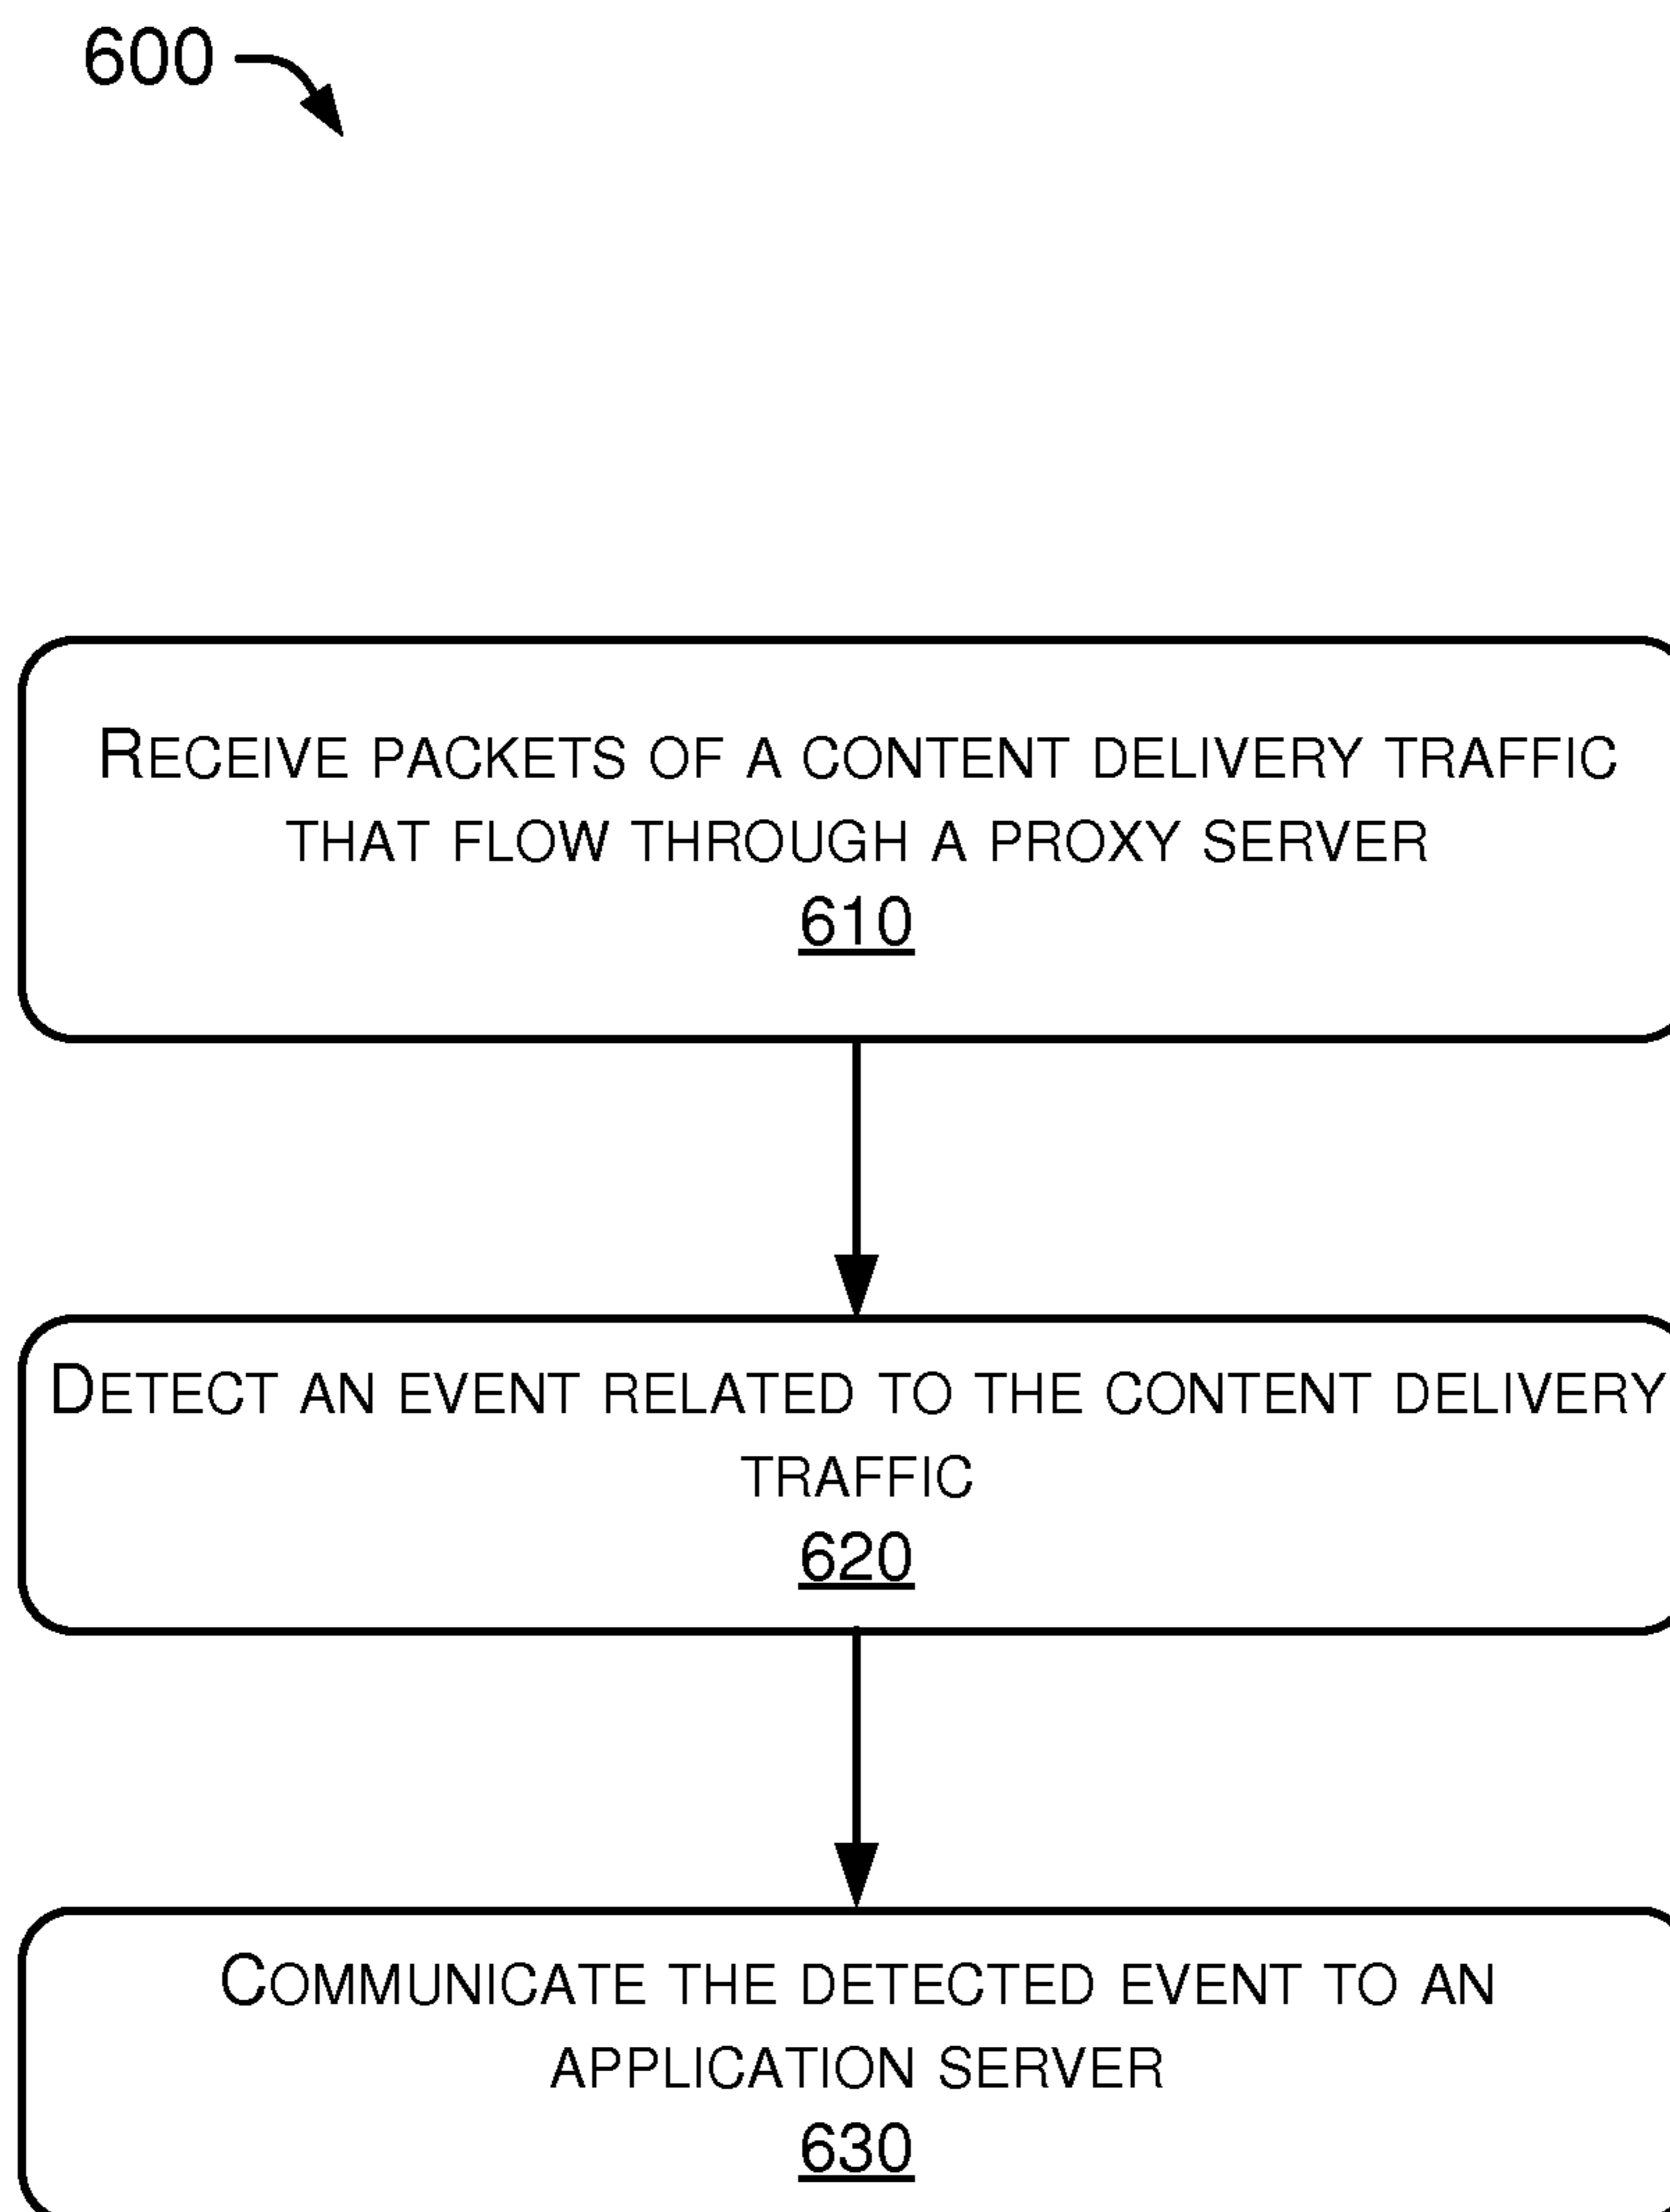 600
RECEIVE PACKETS OF A CONTENT DELIVERY TRAFFIC
THAT FLOW THROUGH A PROXY SERVER
610
DETECT AN EVENT RELATED TO THE CONTENT DELIVERY
TRAFFIC
620
COMMUNICATE THE DETECTED EVENT TO AN
APPLICATION SERVER
630